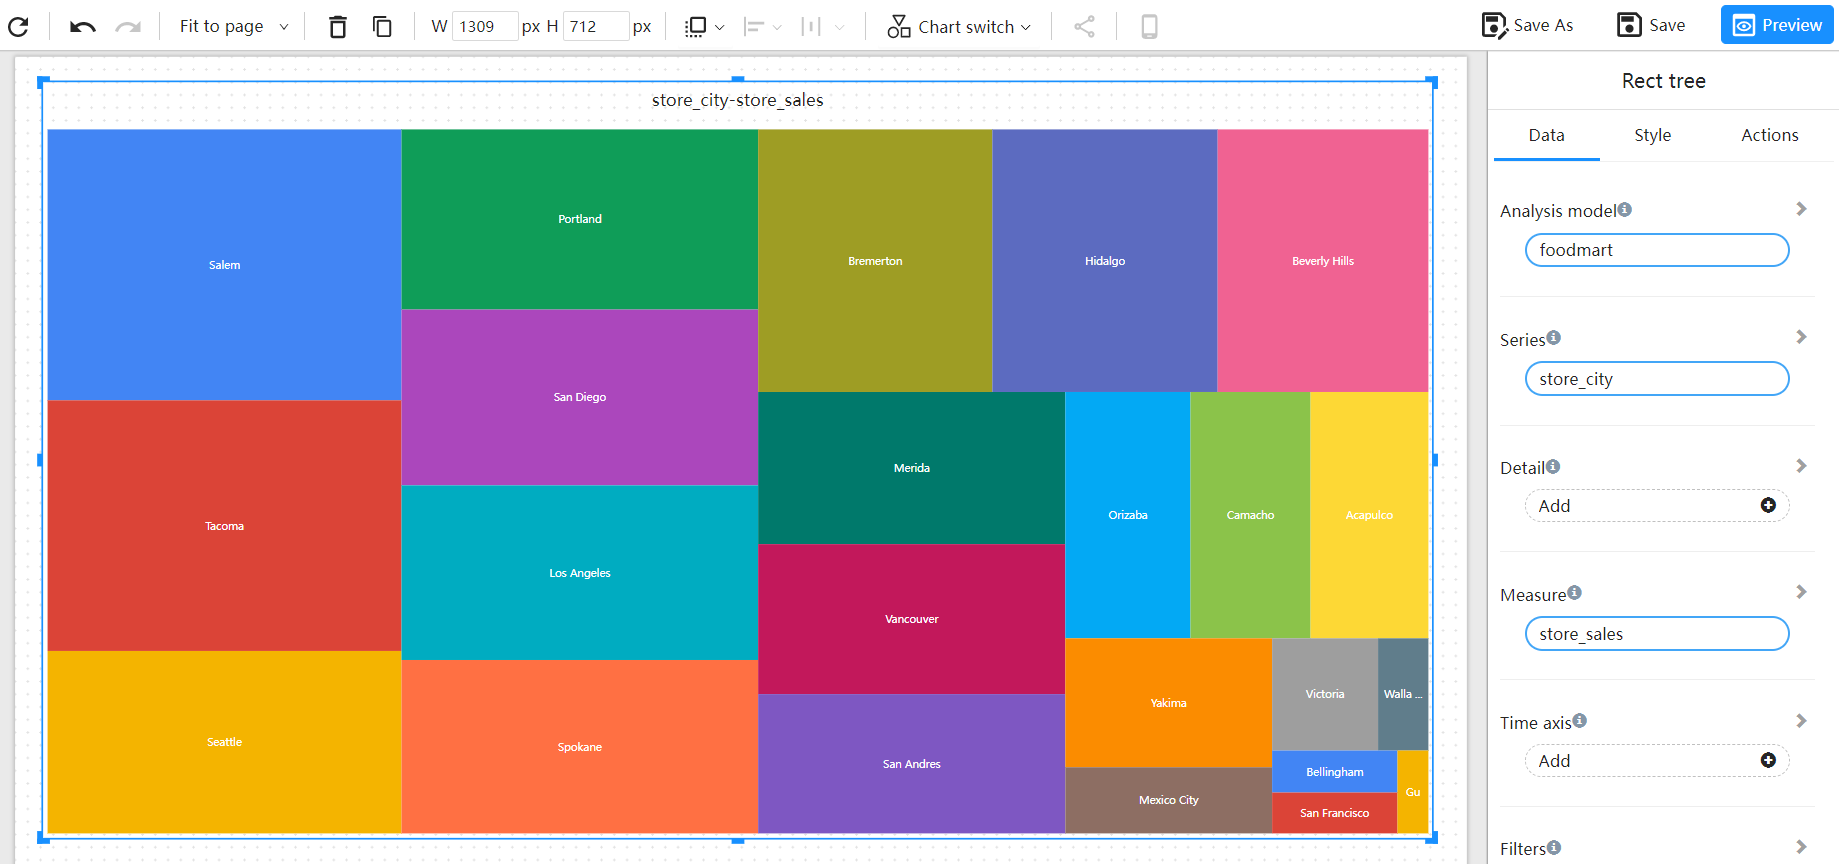 Fit to page
W 1309 px H 712 px
Chart switch
Save As
Save
Preview
store_city-store_sales
Salem
Tacoma
Seattle
Portland
San Diego
Los Angeles
Spokane
Bremerton
Hidalgo
Beverly Hills
Merida
Vancouver
San Andres
Orizaba
Camacho
Acapulco
Yakima
Mexico City
Victoria
Walla ...
Bellingham
San Francisco
Gu
Rect tree
Data Style Actions
Analysis model
foodmart
Series
store_city
Detail
Add
Measure
store_sales
Time axis
Add
Filters